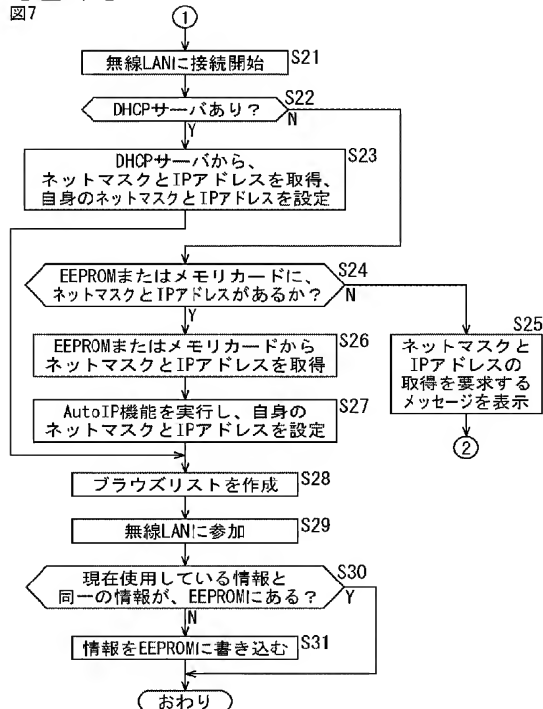 図7
①
無線LANに接続開始 S21
DHCPサーバあり? S22
N
Y
DHCPサーバから、 S23
ネットマスクとIPアドレスを取得、
自身のネットマスクとIPアドレスを設定
EEPROMまたはメモリカードに、 S24
ネットマスクとIPアドレスがあるか? N
Y
S25
ネットマスクと
IPアドレスの
取得を要求する
メッセージを表示
②
EEPROMまたはメモリカードから S26
ネットマスクとIPアドレスを取得
AutoIP機能を実行し、自身の S27
ネットマスクとIPアドレスを設定
ブラウズリストを作成 S28
無線LANに参加 S29
現在使用している情報と S30
同一の情報が、EEPROMにある? Y
N
情報をEEPROMに書き込む S31
おわり